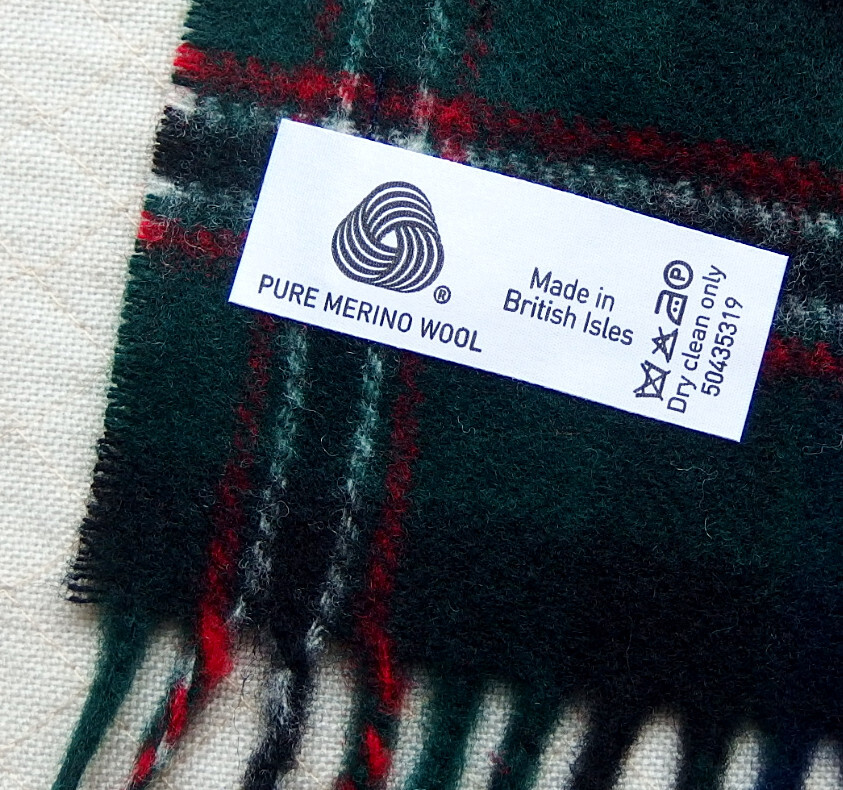 ®
PURE MERINO WOOL
Made in
British Isles
P
Dry clean only
50435319